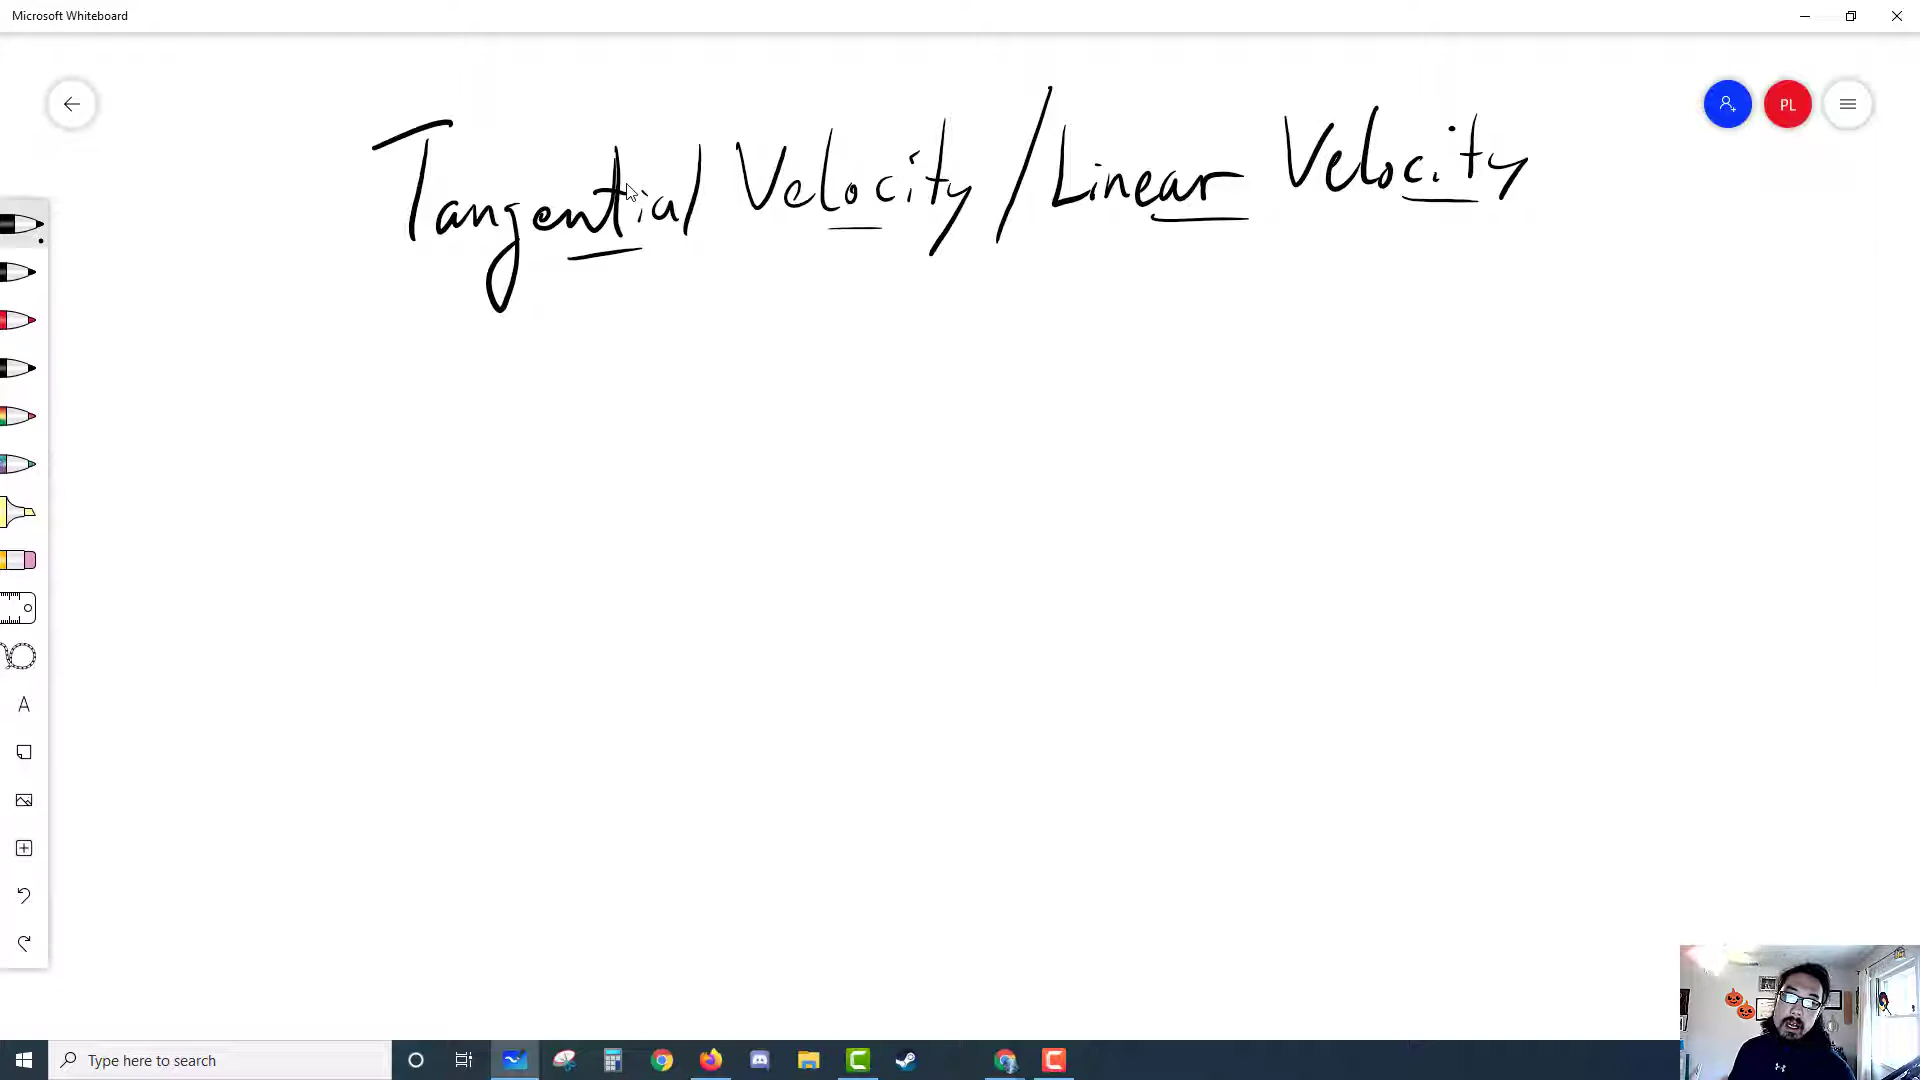 Microsoft Whiteboard
Tangential Velocity / Linear Velocity
PL
A
Type here to search